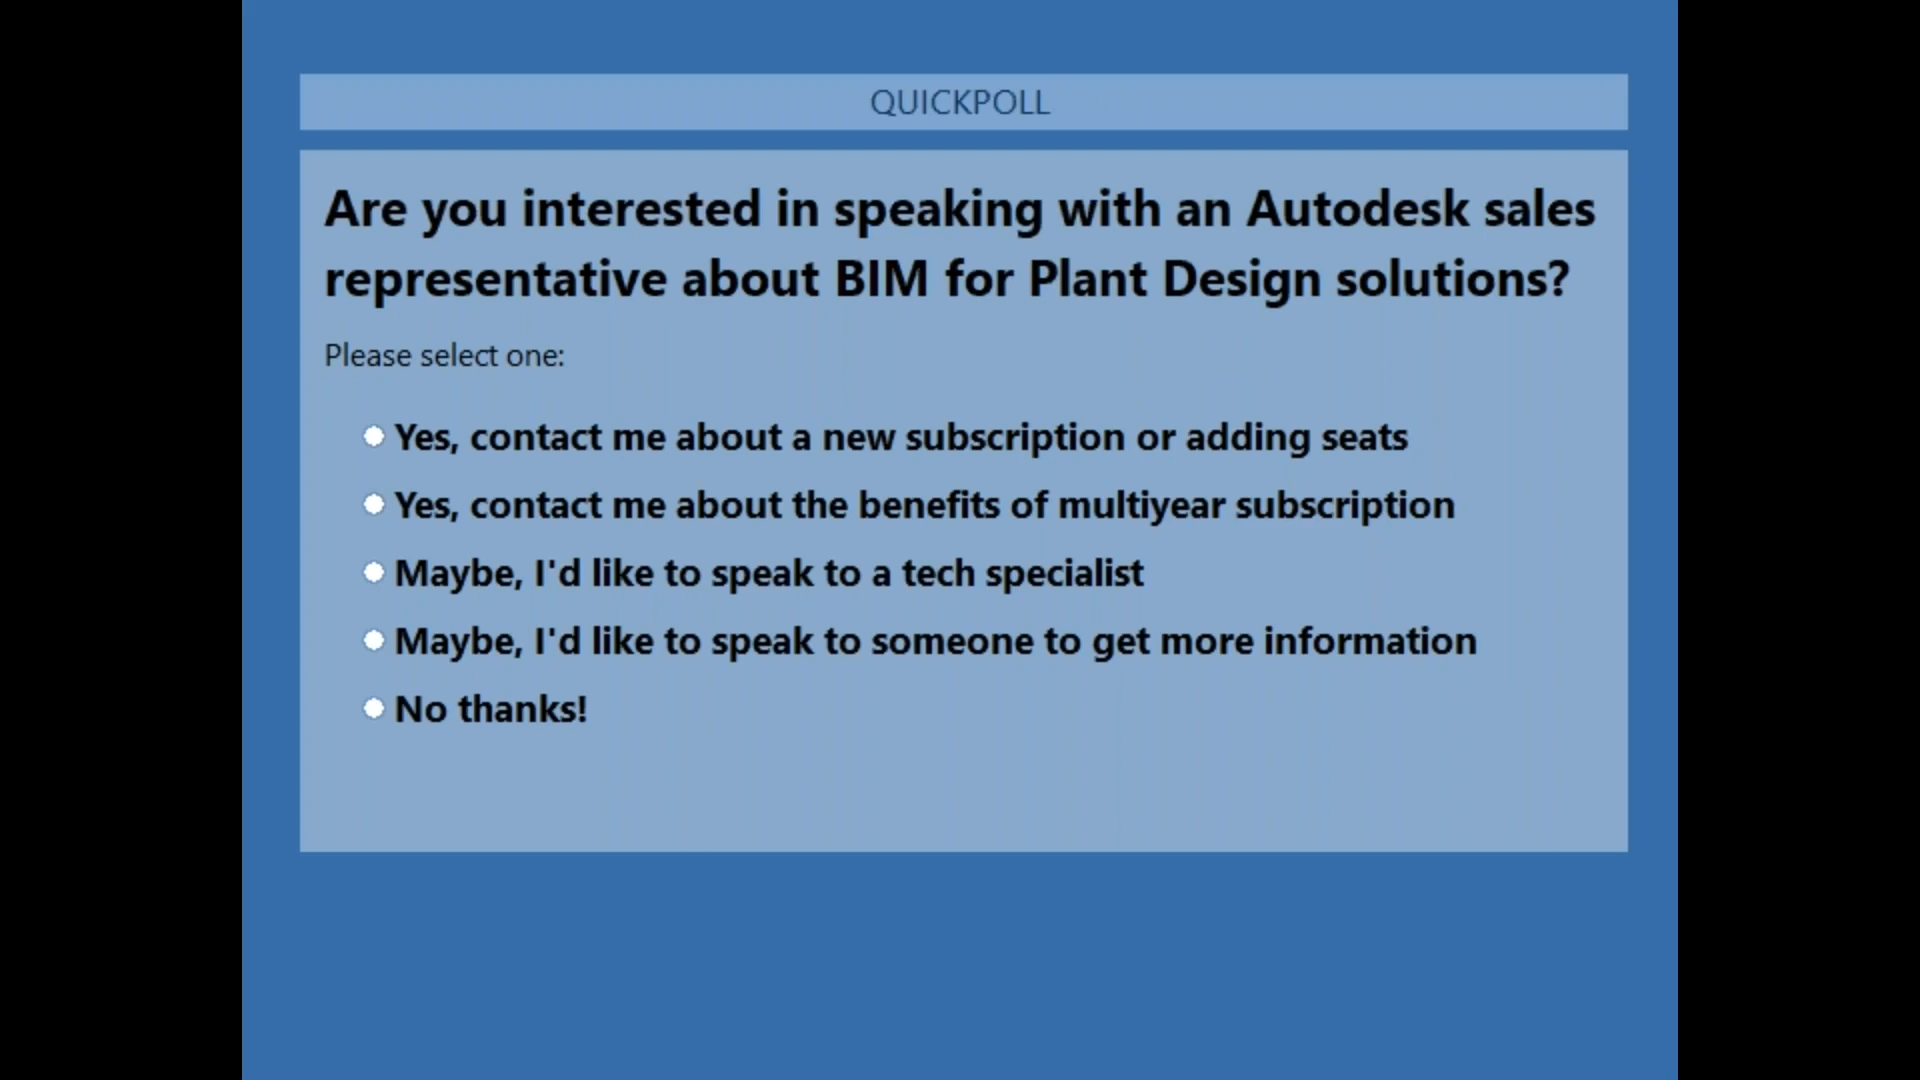 QUICKPOLL
Are you interested in speaking with an Autodesk sales
representative about BIM for Plant Design solutions?
Please select one:
Yes, contact me about a new subscription or adding seats
Yes, contact me about the benefits of multiyear subscription
Maybe, I'd like to speak to a tech specialist
Maybe, I'd like to speak to someone to get more information
No thanks!